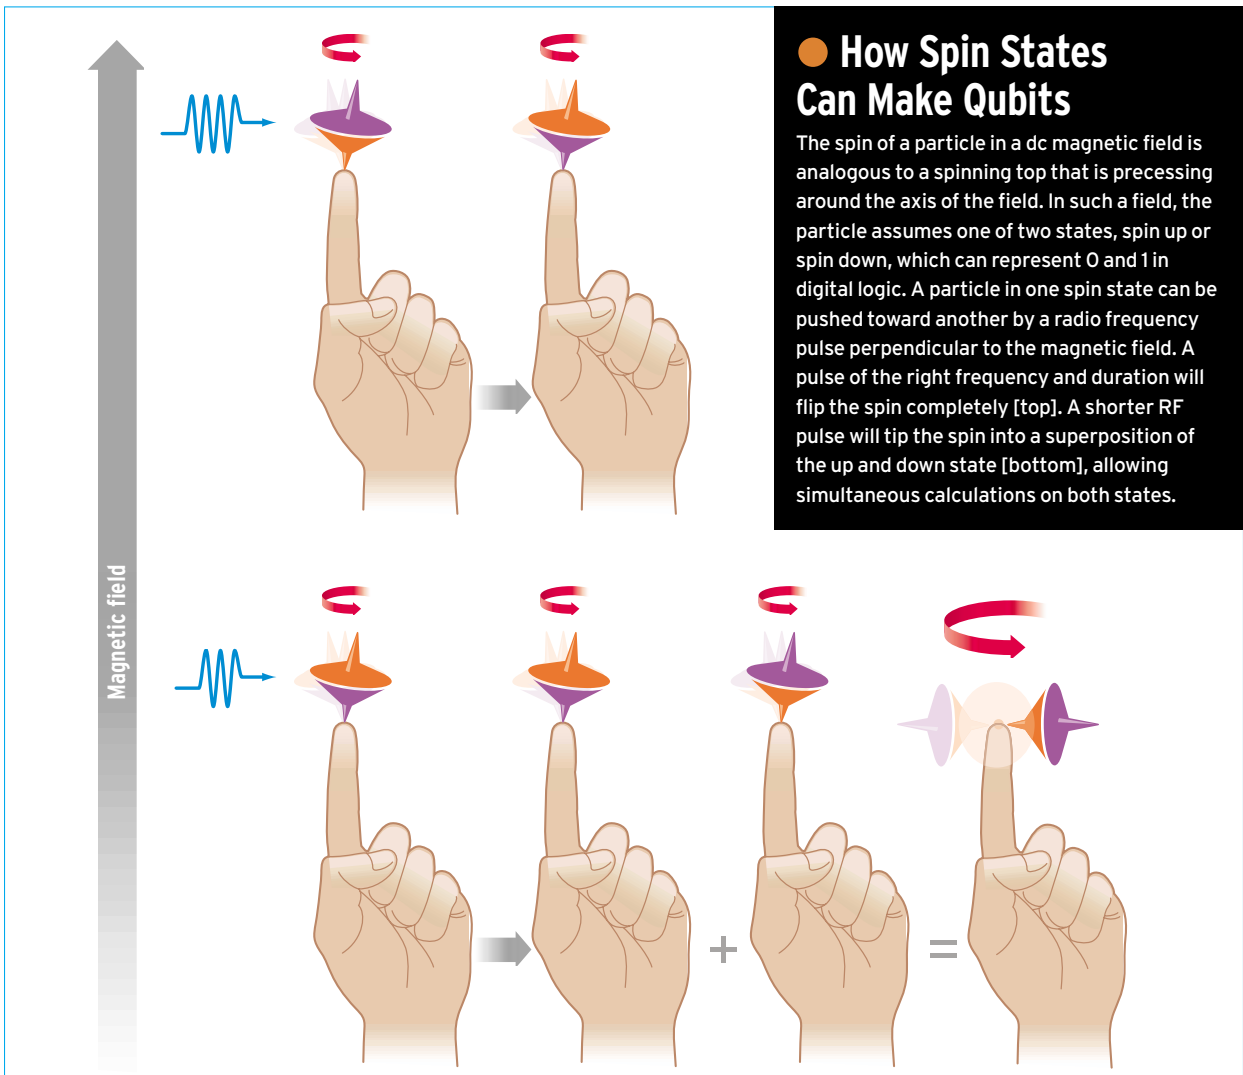 How Spin States
Can Make Qubits
The spin of a particle in a dc magnetic field is
analogous to a spinning top that is precessing
around the axis of the field. In such a field, the
particle assumes one of two states, spin up or
spin down, which can represent 0 and 1 in
digital logic. A particle in one spin state can be
pushed toward another by a radio frequency
pulse perpendicular to the magnetic field. A
pulse of the right frequency and duration will
flip the spin completely [top]. A shorter RF
pulse will tip the spin into a superposition of
the up and down state [bottom], allowing
simultaneous calculations on both states.
Magnetic field
+ =